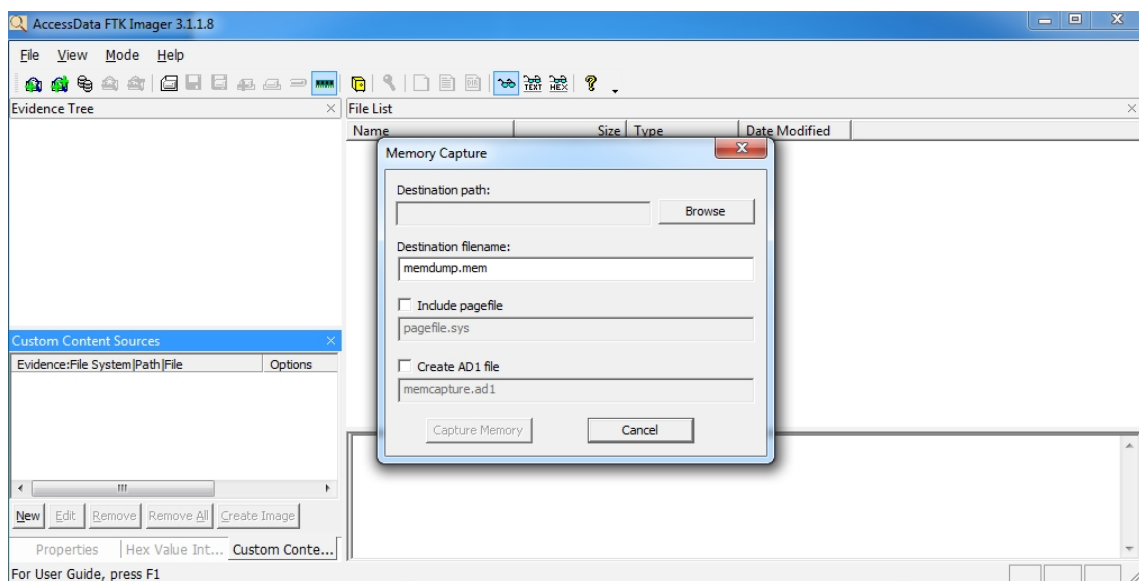 AccessData FTK Imager 3.1.1.8
File View Mode Help
TEXT HEX
Evidence Tree
File List
Name Size Type Date Modified
Memory Capture
Destination path:
Browse
Destination filename:
memdump.mem
Include pagefile
pagefile.sys
Create AD1 file
memcapture.ad1
Capture Memory Cancel
Custom Content Sources
Evidence:File System|Path|File Options
New Edit Remove Remove All Create Image
Properties Hex Value Int... Custom Conte...
For User Guide, press F1